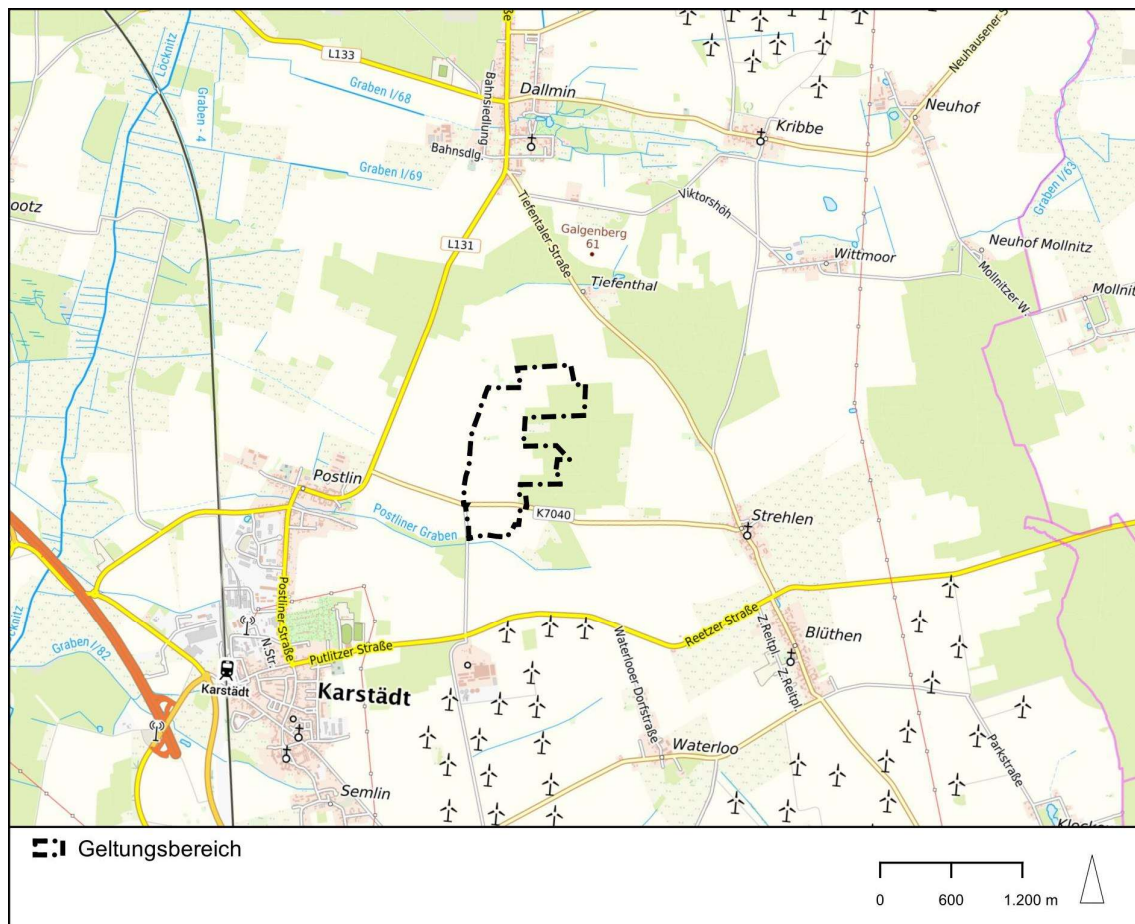 L133
Löcknitz
Graben - 4
Graben I/68
Graben I/69
Bahnsiedlung
Bahnsdlg.
Dallmin
Kribbe
Neuhausener
Neuhof
Graben I/63
Viktorshöh
Neuhof Mollnitz
Wittmoor
Mollnitzer W.
ootz
Tiefentaler Straße
Galgenberg
61
L131
Tiefenthal
Postlin
Postliner Graben
K7040
Strehlen
Postliner Straße
Graben I/82
N.Str.
Putlitzer Straße
Reetzer Straße
Blüthen
Z.Reitpl.
Z.Reitpl.
Waterlooer Dorfstraße
Karstädt
Karstädt
Waterloo
Parkstraße
Semlin
Geltungsbereich
0 600 1.200 m